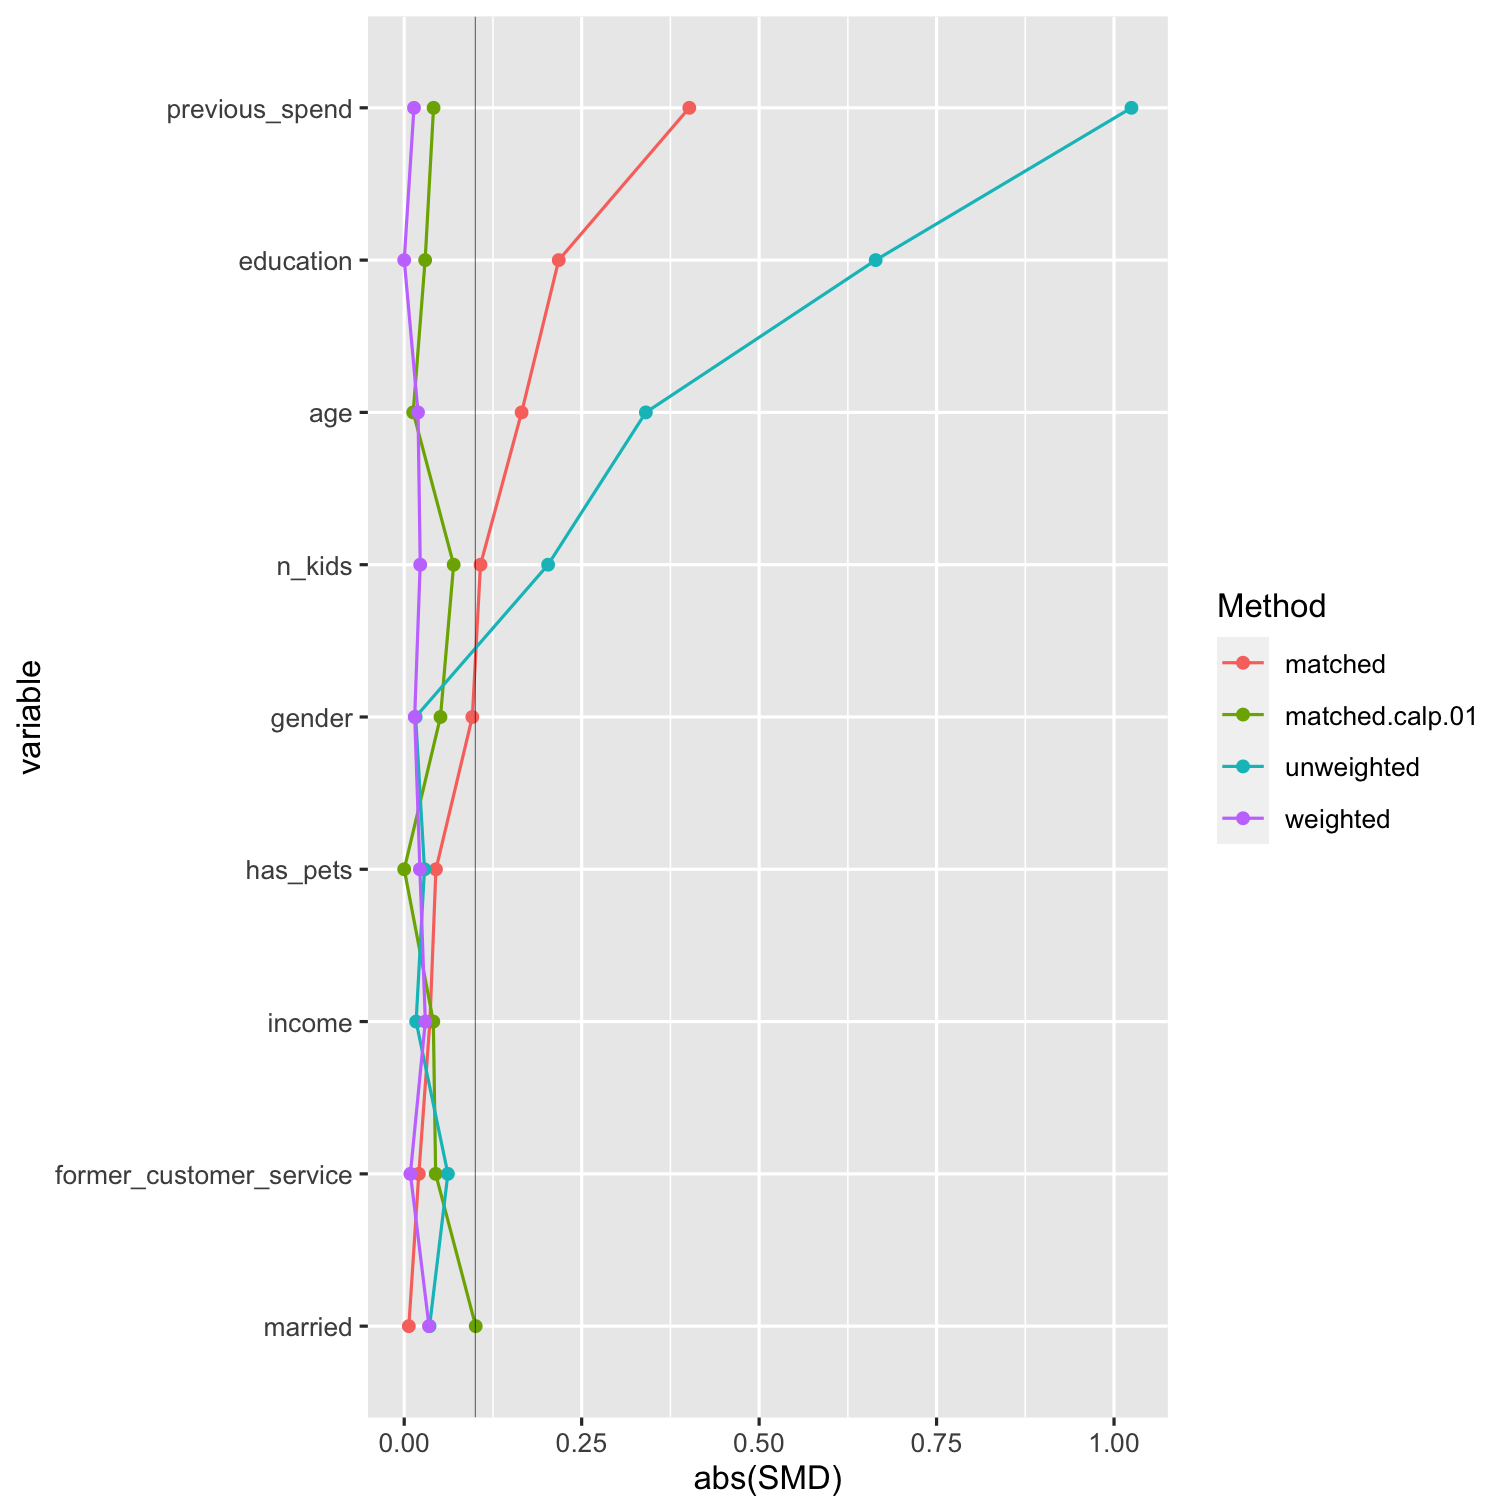 previous_spend
education
age
n_kids
gender
has_pets
income
former_customer_service
married
variable
0.00 0.25 0.50 0.75 1.00
abs(SMD)
Method
matched
matched.calp.01
unweighted
weighted